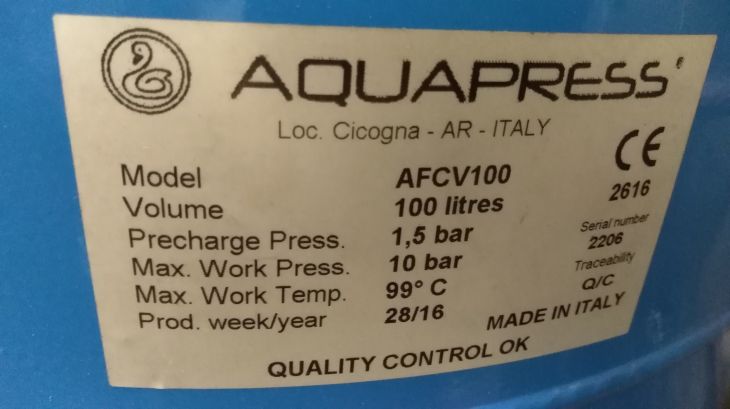 AQUAPRESS
Loc. Cicogna - AR - ITALY
CE
2616
Model AFCV100
Volume 100 litres
Precharge Press. 1,5 bar
Max. Work Press. 10 bar
Max. Work Temp. 99° C
Prod. week/year 28/16
Serial number
2206
Traceability
Q/C
MADE IN ITALY
QUALITY CONTROL OK